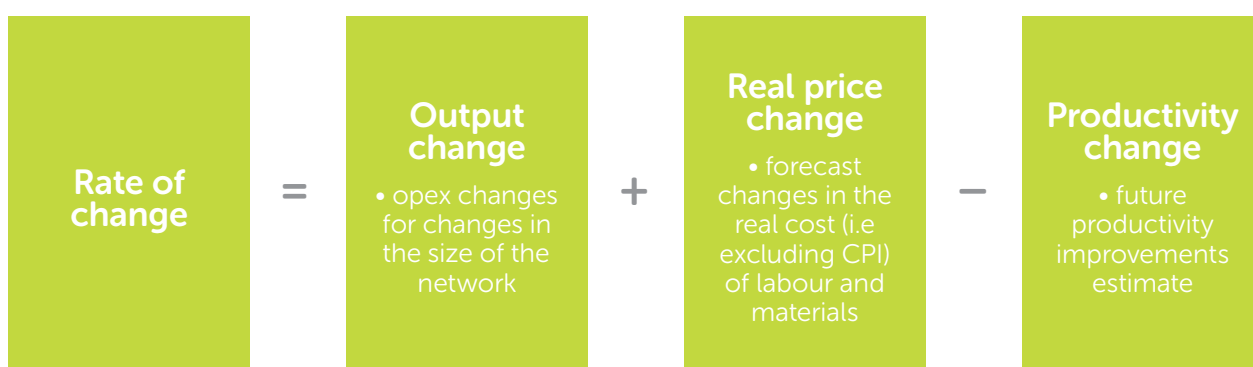 Rate of
change
=
Output
change
• opex changes
for changes in
the size of the
network
+
Real price
change
• forecast
changes in the
real cost (i.e
excluding CPI)
of labour and
materials
−
Productivity
change
• future
productivity
improvements
estimate